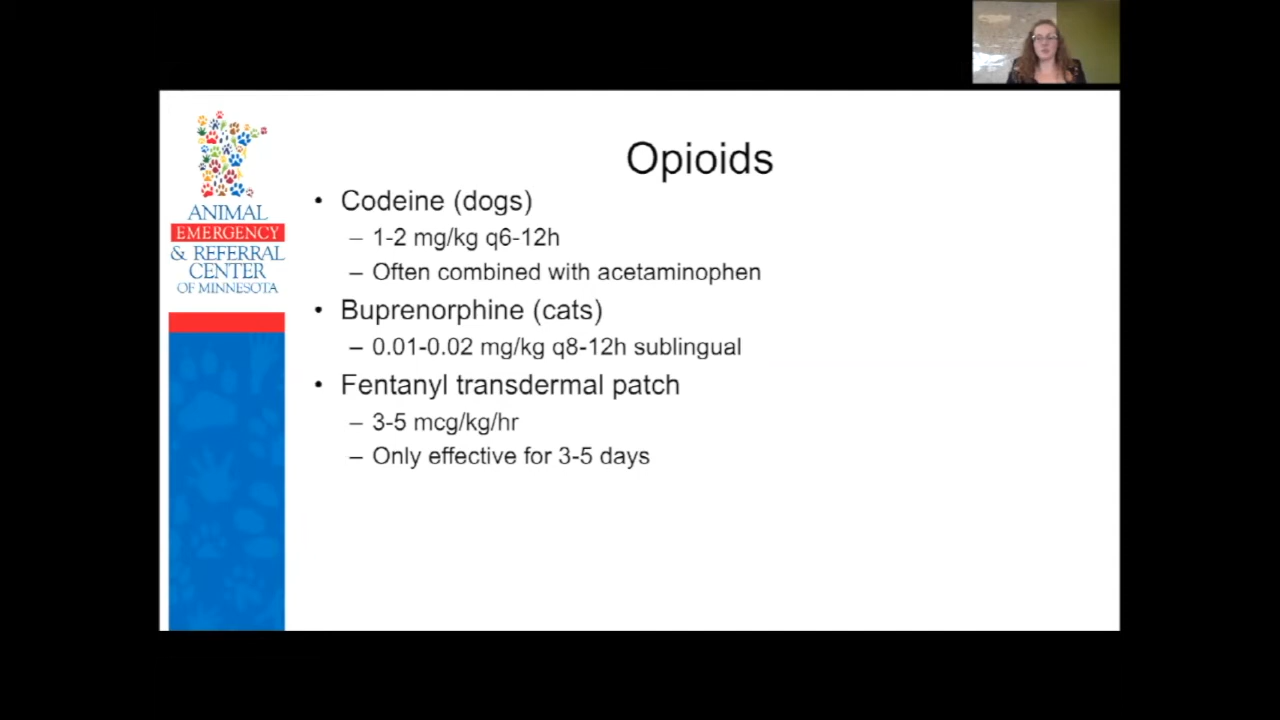 ANIMAL
EMERGENCY
& REFERRAL
CENTER
OF MINNESOTA
Opioids
• Codeine (dogs)
– 1-2 mg/kg q6-12h
– Often combined with acetaminophen
• Buprenorphine (cats)
– 0.01-0.02 mg/kg q8-12h sublingual
• Fentanyl transdermal patch
– 3-5 mcg/kg/hr
– Only effective for 3-5 days